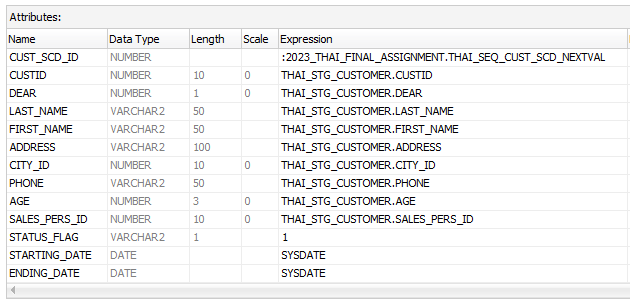 Attributes:
Name Data Type Length Scale Expression
CUST_SCD_ID NUMBER :2023_THAI_FINAL_ASSIGNMENT.THAI_SEQ_CUST_SCD_NEXTVAL
CUSTID NUMBER 10 0 THAI_STG_CUSTOMER.CUSTID
DEAR NUMBER 1 0 THAI_STG_CUSTOMER.DEAR
LAST_NAME VARCHAR2 50 THAI_STG_CUSTOMER.LAST_NAME
FIRST_NAME VARCHAR2 50 THAI_STG_CUSTOMER.FIRST_NAME
ADDRESS VARCHAR2 100 THAI_STG_CUSTOMER.ADDRESS
CITY_ID NUMBER 10 0 THAI_STG_CUSTOMER.CITY_ID
PHONE VARCHAR2 50 THAI_STG_CUSTOMER.PHONE
AGE NUMBER 3 0 THAI_STG_CUSTOMER.AGE
SALES_PERS_ID NUMBER 10 0 THAI_STG_CUSTOMER.SALES_PERS_ID
STATUS_FLAG VARCHAR2 1 1
STARTING_DATE DATE SYSDATE
ENDING_DATE DATE SYSDATE